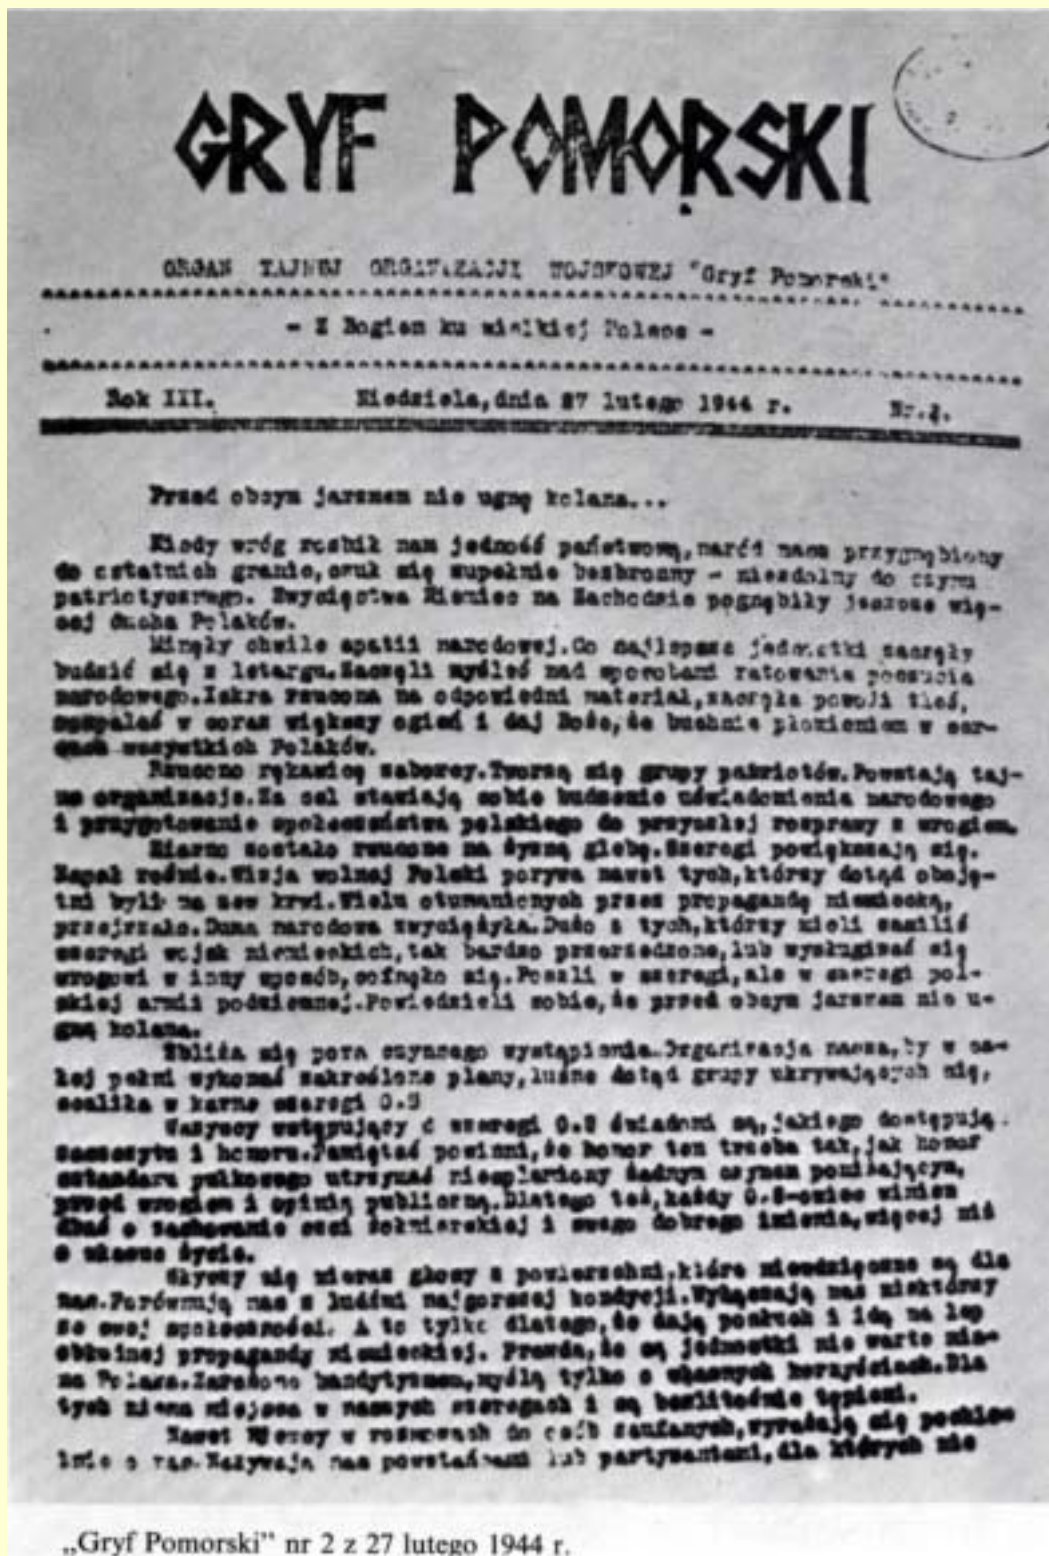 GRYF POMORSKI
ORGAN TAJNEJ ORGANIZACJI WOJSKOWEJ "Gryf Pomorski"
- Z Bogiem ku wielkiej Polsce -
Rok III. Niedziela, dnia 27 lutego 1944 r. Nr.2.
Przed obcym jarzmem nie ugnę kolana...
Kiedy wróg rozbił nam jedność państwową, naród nasz przygnębiony
do ostatnich granic, czuł się zupełnie bezbronny - niezdolny do czynu
patriotycznego. Zwycięstwa Niemiec na Zachodzie pognębiły jeszcze wię-
cej ducha Polaków.
Minęły chwile apatii narodowej. Co najlepsze jednostki zaczęły
budzić się z letargu. Zaczęli myśleć nad sposobami ratowania poczucia
narodowego. Iskra rzucona na odpowiedni materiał, zaczęła powoli tleć,
rozpalać w coraz większy ogień i daj Boże, że buchnie płomieniem w ser-
cach wszystkich Polaków.
Rzucono rękawicę zaborcy. Tworzą się grupy patriotów. Powstają taj-
ne organizacje. Za cel stawiają sobie budzenie uświadomienia narodowego
i przygotowanie społeczeństwa polskiego do przyszłej rozprawy z wrogiem.
Ziarno zostało rzucone na żyzną glebę. Szeregi powiększają się.
Zapał rośnie. Wizja wolnej Polski porywa nawet tych, którzy dotąd oboję-
tni byli na zew krwi. Wielu otumanionych przez propagandę niemiecką,
przejrzało. Duma narodowa zwyciężyła. Dużo z tych, którzy mieli zasilić
szeregi wojsk niemieckich, tak bardzo przerzedzone, lub wysługiwać się
wrogowi w inny sposób, cofnęło się. Poszli w szeregi, ale w szeregi pol-
skiej armii podziemnej. Powiedzieli sobie, że przed obcym jarzmem nie u-
gną kolana.
Zbliża się pora czynnego wystąpienia. Organizacja nasza, by w ca-
łej pełni wykonać zakreślone plany, luźne dotąd grupy ukrywających się,
scaliła w karne szeregi
Wszyscy wstępujący szeregi świadomi są, jakiego dostępują
zaszczytu i honoru. Pamiętać powinni, że honor ten trzeba tak, jak honor
sztandaru pułkowego utrzymać niesplamiony żadnym czynem poniżającym,
przed wrogiem i opinią publiczną. Dlatego też, każdy winien
dbać o zachowanie czci żołnierskiej i swego dobrego imienia, więcej niż
o własne życie.
Słyszy się nieraz głosy z powierzchni, które niewdzięczne są dla
nas. Porównują nas z ludźmi najgorszej kondycji. Wyłączają nas niektórzy
ze swej społeczności. A to tylko dlatego, że dają posłuch i idą na lep
obłudnej propagandy niemieckiej. Prawda, że są jednostki nie warte mia-
na Polaka. Zarażone bandytyzmem, myślą tylko o własnych korzyściach. Dla
tych niema miejsca w naszych szeregach i są bezlitośnie tępieni.
Nawet Niemcy w rozmowach do osób zaufanych, wyrażają się pochle-
bnie o nas. Nazywają nas powstańcami lub partyzantami, dla których nie
„Gryf Pomorski” nr 2 z 27 lutego 1944 r.